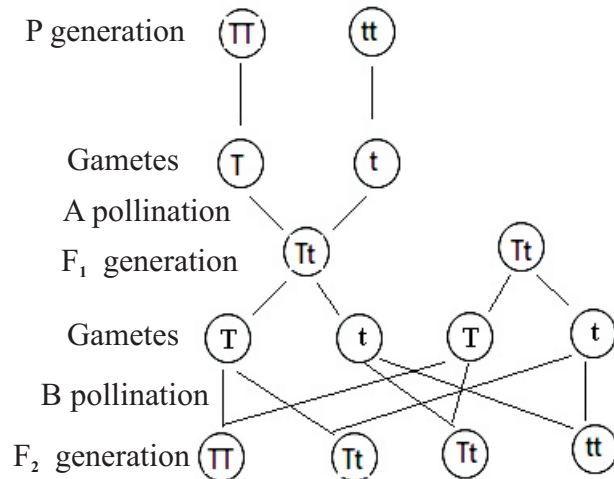 P generation TT tt
Gametes T t
A pollination
F₁ generation Tt Tt
Gametes T t T t
B pollination
F₂ generation TT Tt Tt tt